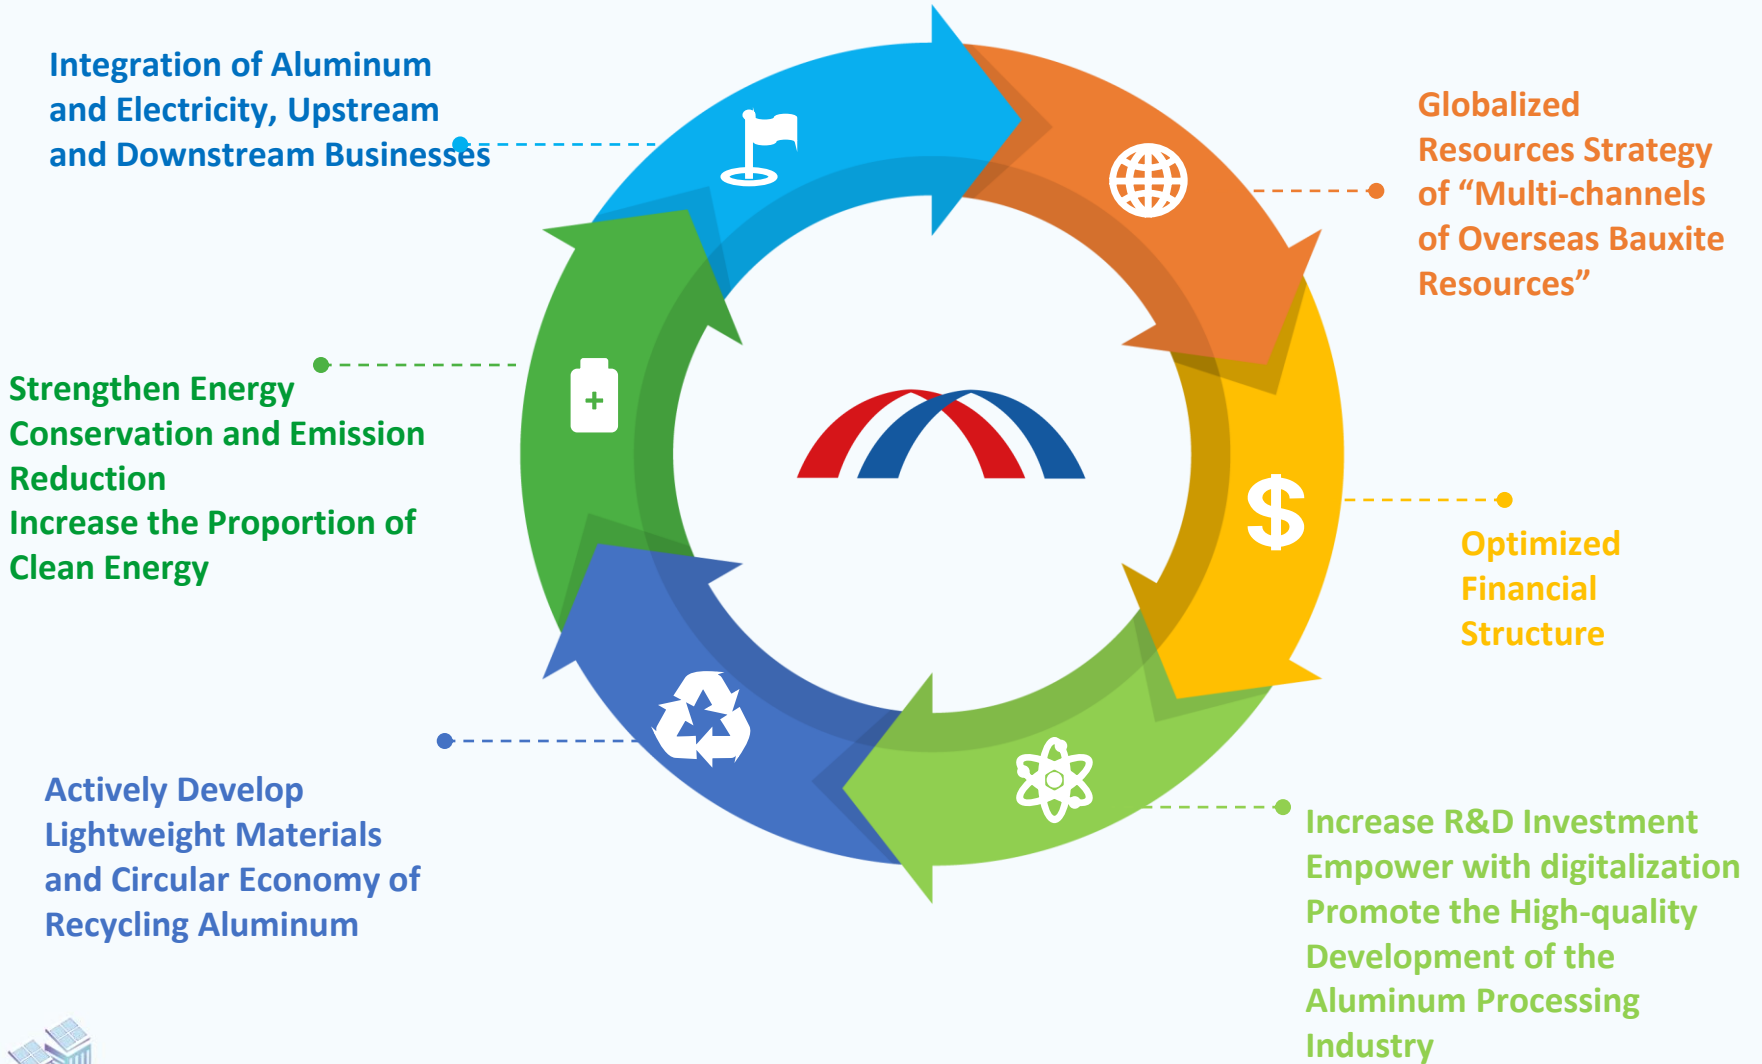 Integration of Aluminum
and Electricity, Upstream
and Downstream Businesses
Globalized
Resources Strategy
of “Multi-channels
of Overseas Bauxite
Resources”
Strengthen Energy
Conservation and Emission
Reduction
Increase the Proportion of
Clean Energy
$
Optimized
Financial
Structure
Actively Develop
Lightweight Materials
and Circular Economy of
Recycling Aluminum
Increase R&D Investment
Empower with digitalization
Promote the High-quality
Development of the
Aluminum Processing
Industry